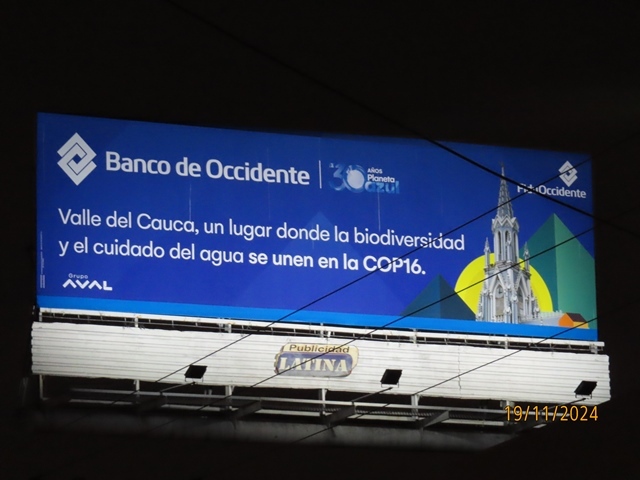 Banco de Occidente
30 AÑOS
Planeta
azul
FiduOccidente
Valle del Cauca, un lugar donde la biodiversidad
y el cuidado del agua se unen en la COP16.
Grupo
AVAL
Publicidad
LATINA
19/11/2024